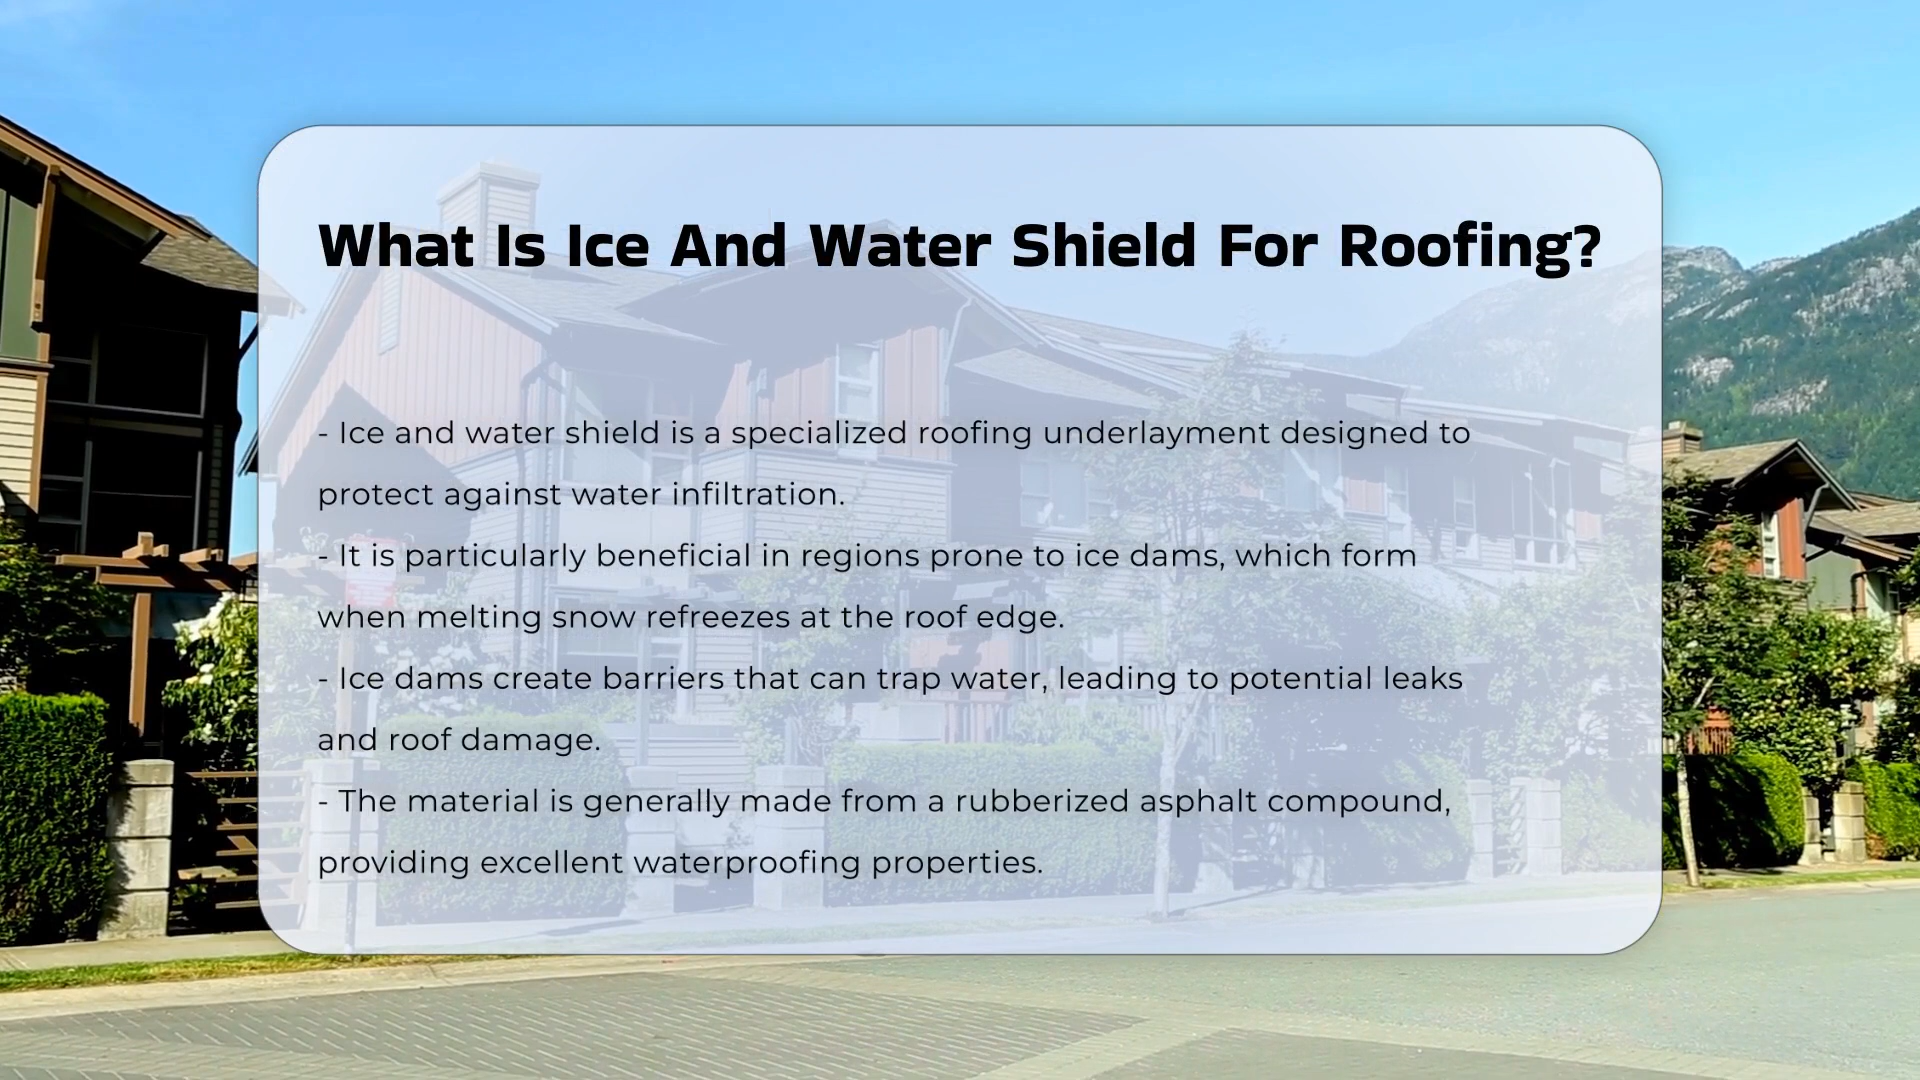 What Is Ice And Water Shield For Roofing?
- Ice and water shield is a specialized roofing underlayment designed to
protect against water infiltration.
- It is particularly beneficial in regions prone to ice dams, which form
when melting snow refreezes at the roof edge.
- Ice dams create barriers that can trap water, leading to potential leaks
and roof damage.
- The material is generally made from a rubberized asphalt compound,
providing excellent waterproofing properties.